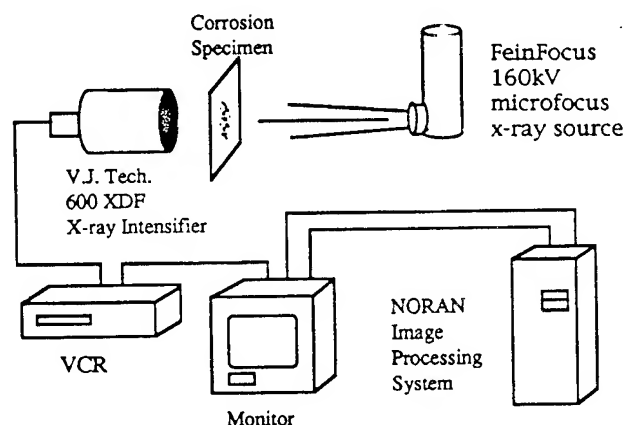 Corrosion
Specimen
FeinFocus
160kV
microfocus
x-ray source
V.J. Tech.
600 XDF
X-ray Intensifier
VCR
Monitor
NORAN
Image
Processing
System